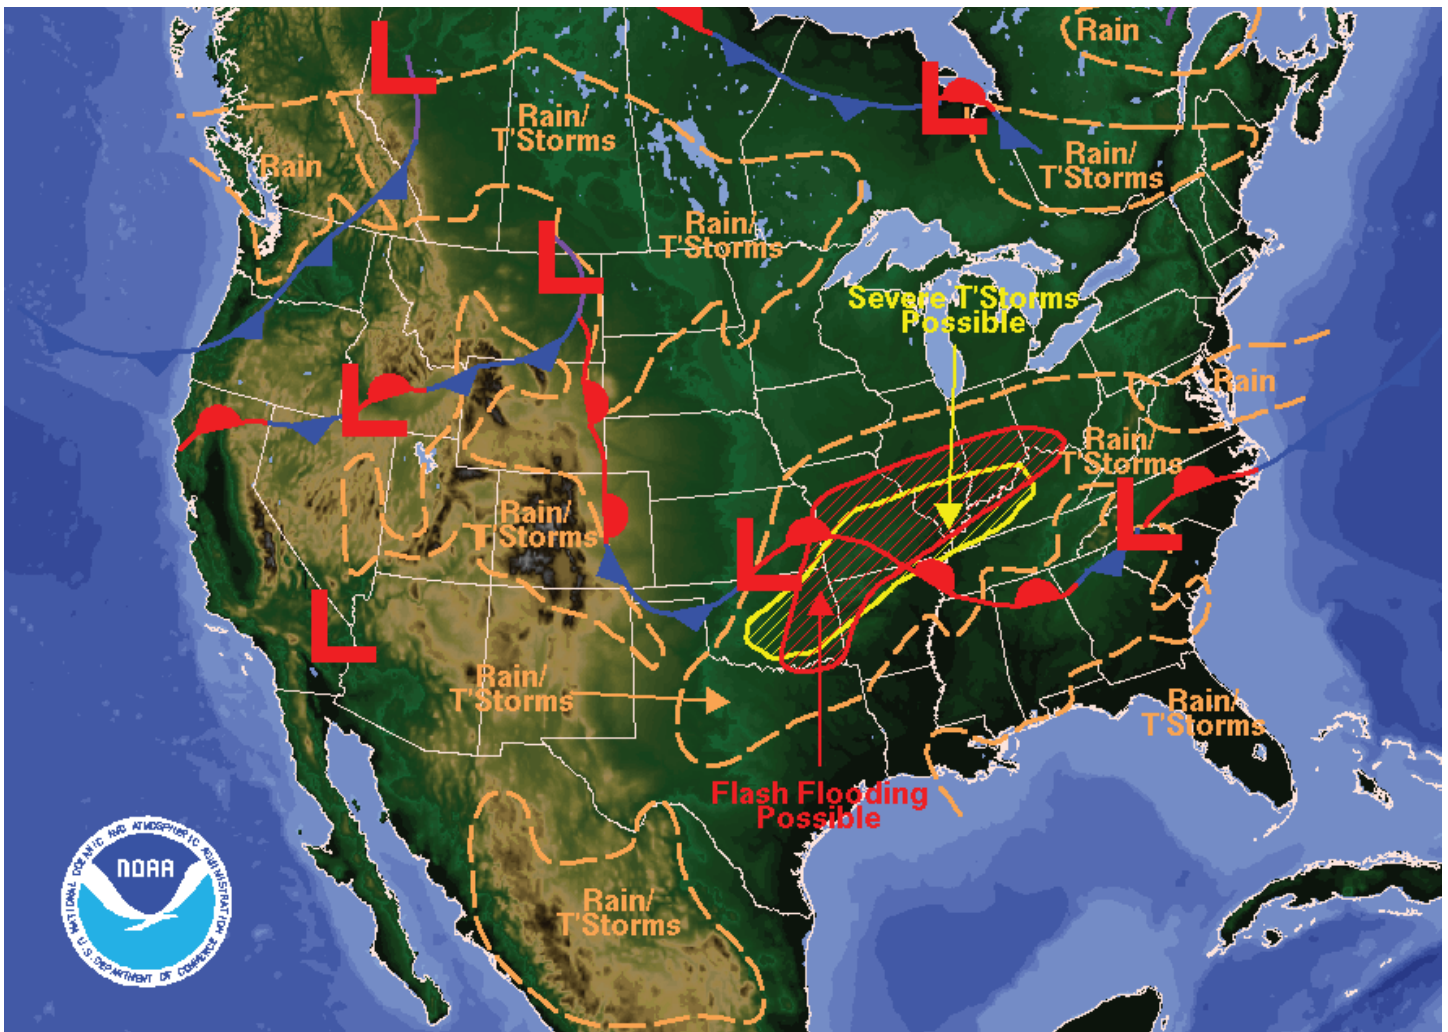 Rain
Rain/
T'Storms
Rain
Rain/
T'Storms
Rain/
T'Storms
Severe T'Storms
Possible
Rain
Rain/
T'Storms
Rain/
T'Storms
Rain/
T'Storms
Rain/
T'Storms
Flash Flooding
Possible
Rain/
T'Storms
NATIONAL OCEANIC AND ATMOSPHERIC ADMINISTRATION
NOAA
U.S. DEPARTMENT OF COMMERCE
L
L
L
L
L
L
L